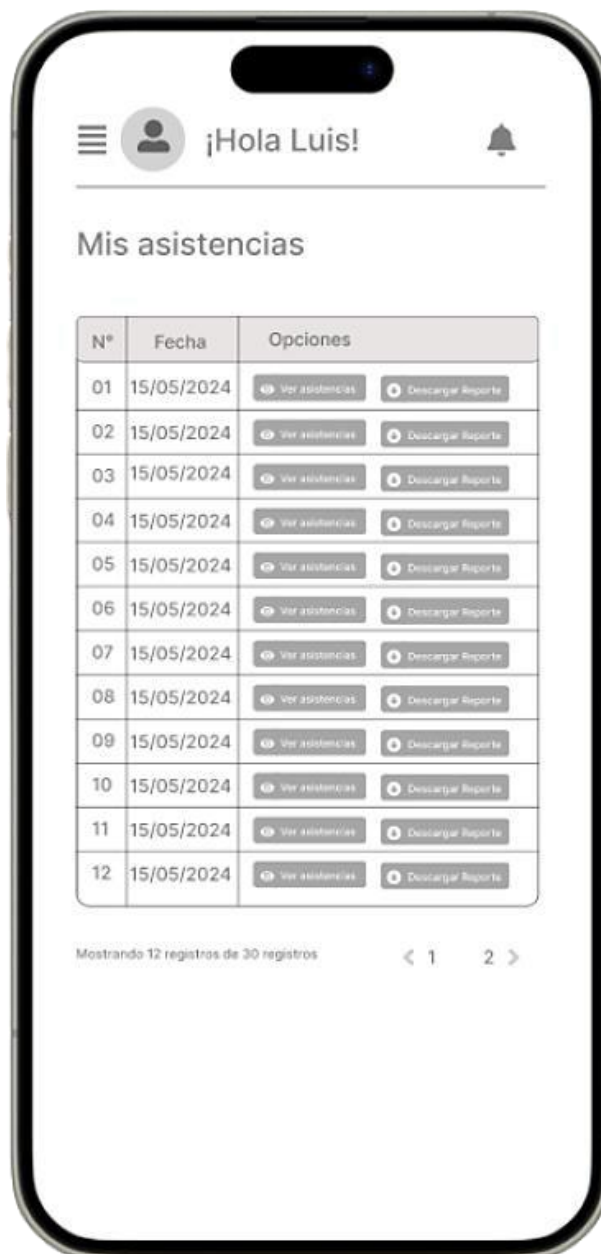 ¡Hola Luis!
Mis asistencias
N° Fecha Opciones
01 15/05/2024 Ver asistencias Descargar Reporte
02 15/05/2024 Ver asistencias Descargar Reporte
03 15/05/2024 Ver asistencias Descargar Reporte
04 15/05/2024 Ver asistencias Descargar Reporte
05 15/05/2024 Ver asistencias Descargar Reporte
06 15/05/2024 Ver asistencias Descargar Reporte
07 15/05/2024 Ver asistencias Descargar Reporte
08 15/05/2024 Ver asistencias Descargar Reporte
09 15/05/2024 Ver asistencias Descargar Reporte
10 15/05/2024 Ver asistencias Descargar Reporte
11 15/05/2024 Ver asistencias Descargar Reporte
12 15/05/2024 Ver asistencias Descargar Reporte
Mostrando 12 registros de 30 registros < 1 2 >